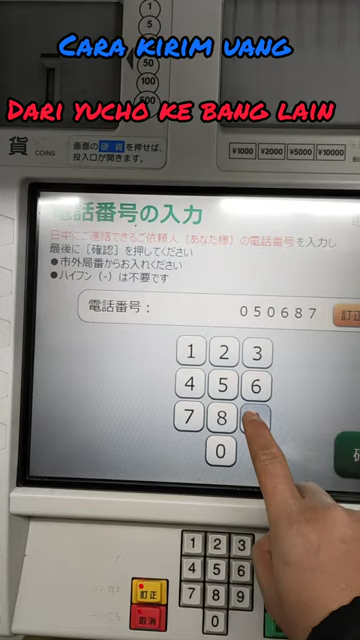 1
5
50
100
500
CARA KIRIM UANG
DARI YUCHO KE BANG LAIN
貨 COINS
画面の 硬貨 を押せば、
投入口が開きます。
¥1000 ¥2000 ¥5000 ¥10000
電話番号の入力
日中にご連絡できるご依頼人（あなた様）の電話番号を入力し
最後に［確認］を押してください
●市外局番からお入れください
●ハイフン（-）は不要です
電話番号： 050687 訂正
1 2 3
4 5 6
7 8
0
1 2 3
4 5 6
7 8 9
0
訂正
取消